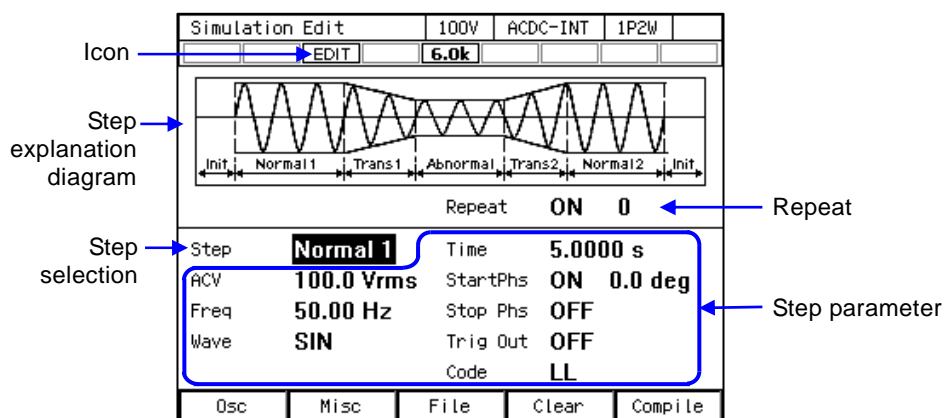 Simulation Edit 100V ACDC-INT 1P2W
Icon EDIT 6.0k
Step explanation diagram
Init Normal1 Trans1 Abnormal Trans2 Normal2 Init
Repeat ON 0 Repeat
Step selection
Step Normal 1 Time 5.0000 s
ACV 100.0 Vrms StartPhs ON 0.0 deg
Freq 50.00 Hz Stop Phs OFF Step parameter
Wave SIN Trig Out OFF
Code LL
Osc Misc File Clear Compile